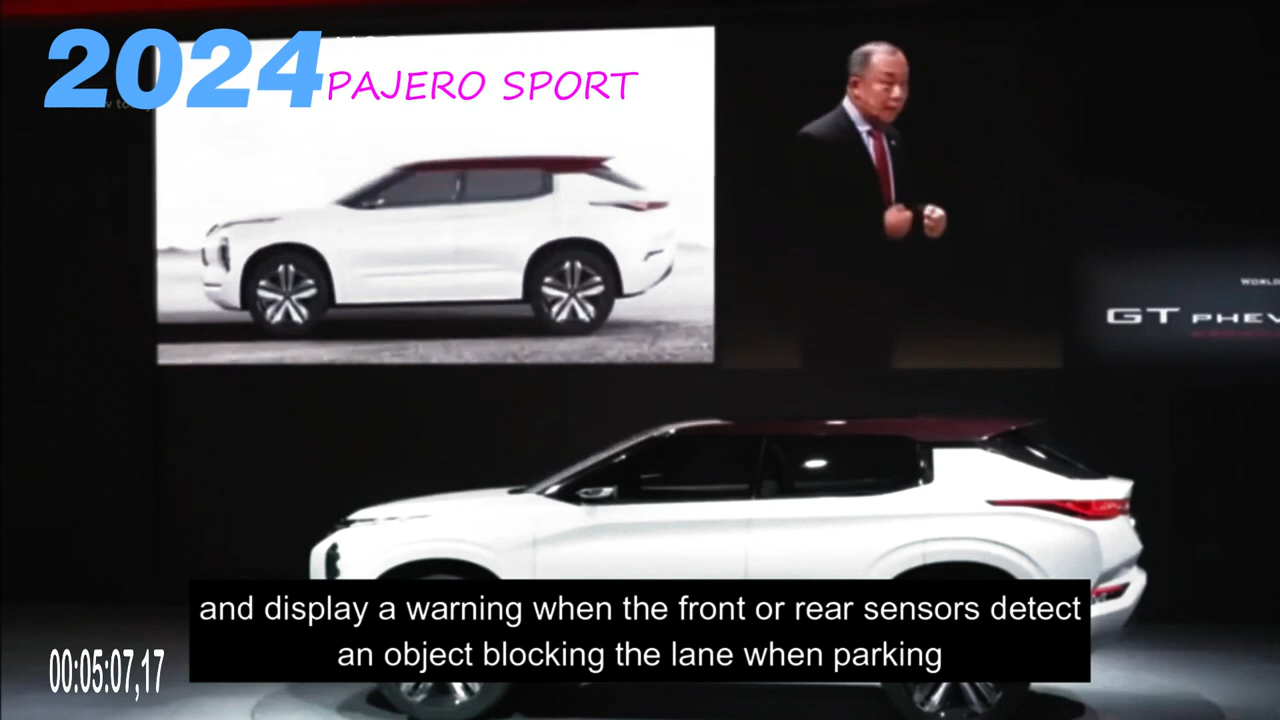 2024
PAJERO SPORT
WORLD
GT PHEV
and display a warning when the front or rear sensors detect
an object blocking the lane when parking
00:05:07,17